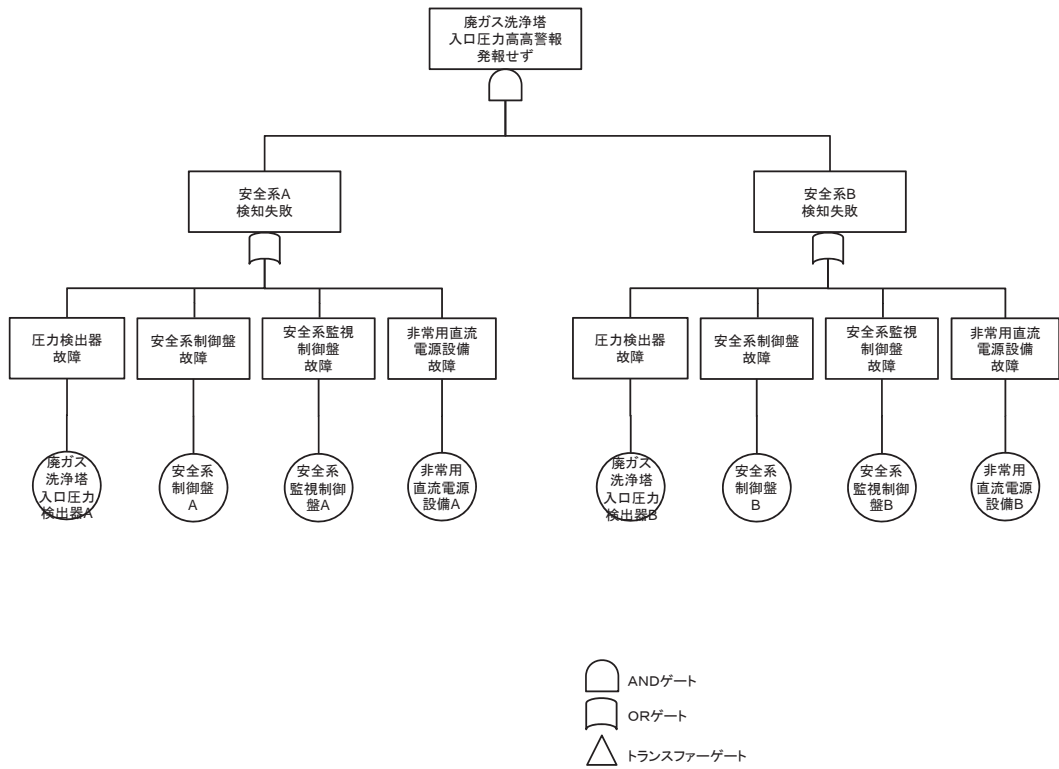 廃ガス洗浄塔
入口圧力高高警報
発報せず
安全系A
検知失敗
安全系B
検知失敗
圧力検出器
故障
安全系制御盤
故障
安全系監視
制御盤
故障
非常用直流
電源設備
故障
圧力検出器
故障
安全系制御盤
故障
安全系監視
制御盤
故障
非常用直流
電源設備
故障
廃ガス
洗浄塔
入口圧力
検出器A
安全系
制御盤
A
安全系
監視制御
盤A
非常用
直流電源
設備A
廃ガス
洗浄塔
入口圧力
検出器B
安全系
制御盤
B
安全系
監視制御
盤B
非常用
直流電源
設備B
ANDゲート
ORゲート
トランスファーゲート